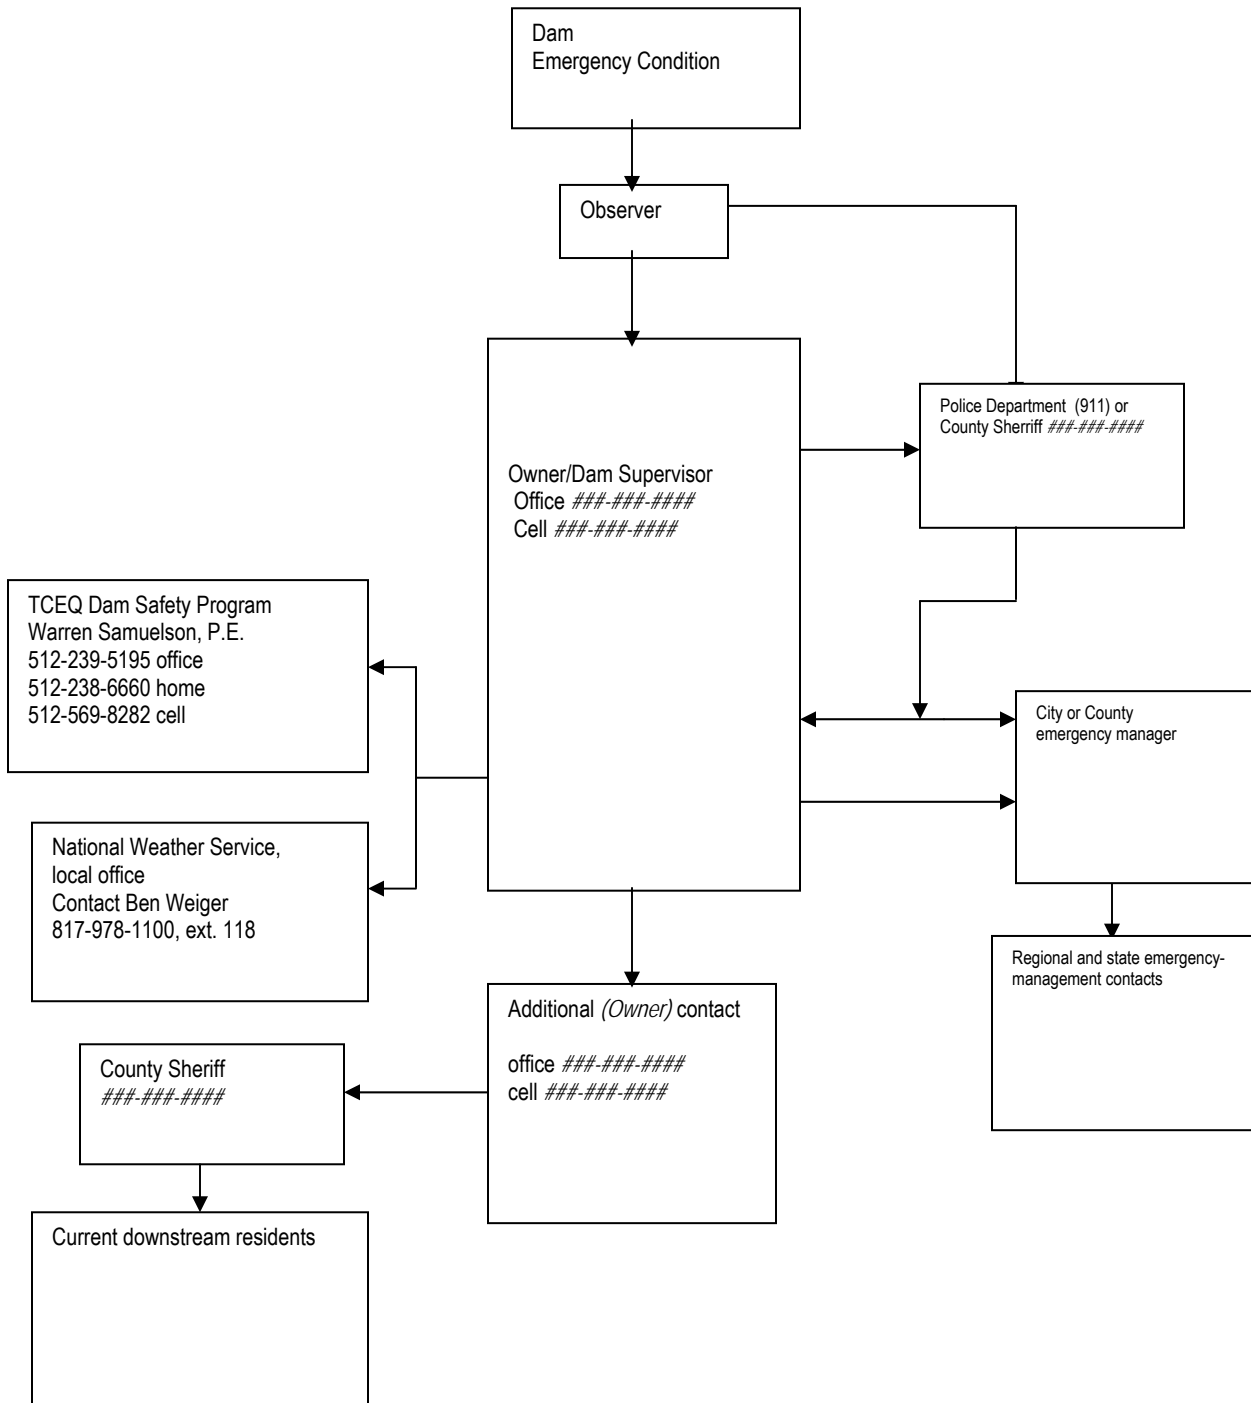 Dam
Emergency Condition
Observer
Police Department (911) or
County Sherriff ###-###-####
Owner/Dam Supervisor
Office ###-###-####
Cell ###-###-####
TCEQ Dam Safety Program
Warren Samuelson, P.E.
512-239-5195 office
512-238-6660 home
512-569-8282 cell
City or County
emergency manager
National Weather Service,
local office
Contact Ben Weiger
817-978-1100, ext. 118
Regional and state emergency-
management contacts
Additional (Owner) contact
office ###-###-####
cell ###-###-####
County Sheriff
###-###-####
Current downstream residents